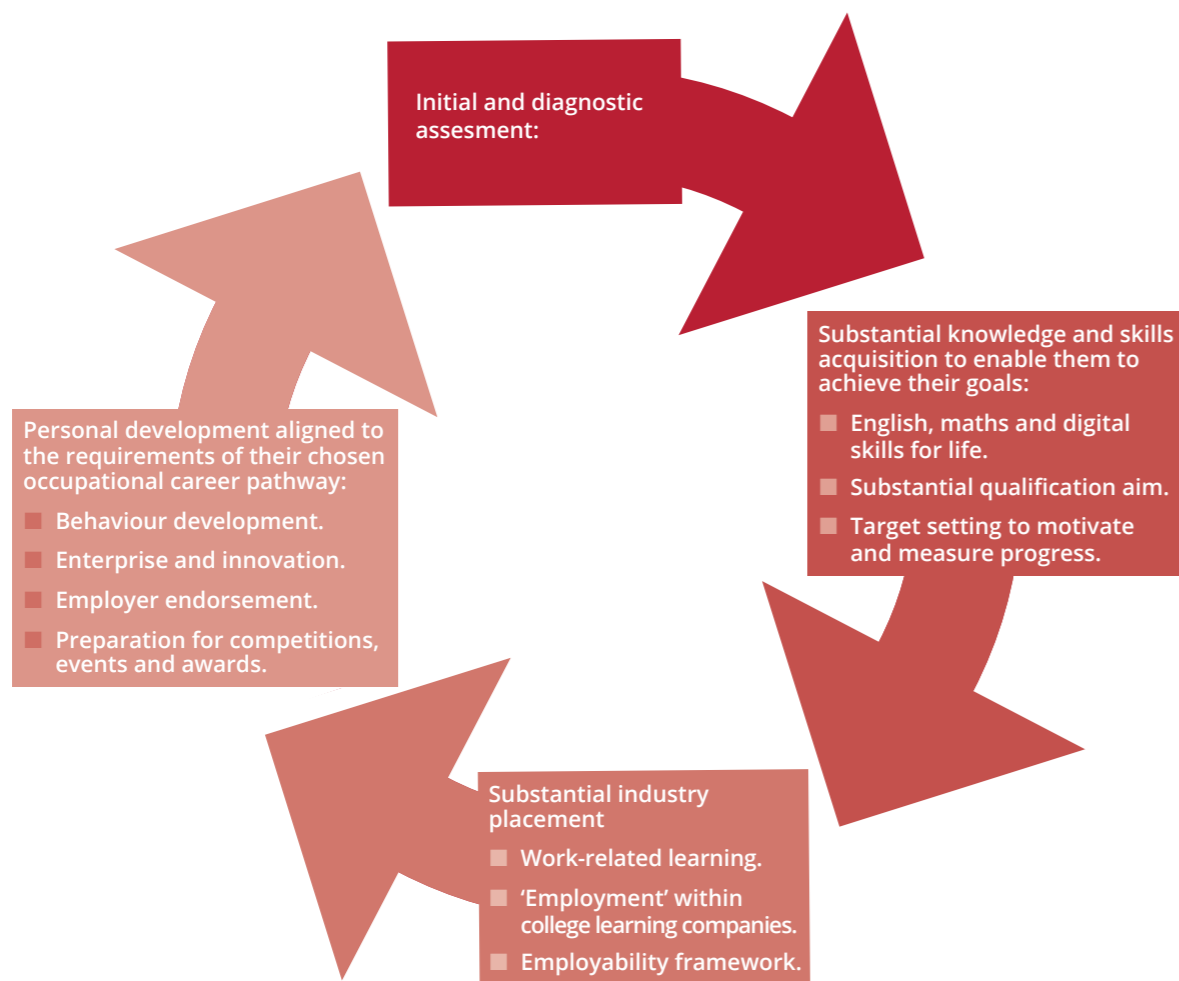 Initial and diagnostic
assesment:
Substantial knowledge and skills
acquisition to enable them to
achieve their goals:
English, maths and digital
skills for life.
Substantial qualification aim.
Target setting to motivate
and measure progress.
Substantial industry
placement
Work-related learning.
‘Employment’ within
college learning companies.
Employability framework.
Personal development aligned to
the requirements of their chosen
occupational career pathway:
Behaviour development.
Enterprise and innovation.
Employer endorsement.
Preparation for competitions,
events and awards.